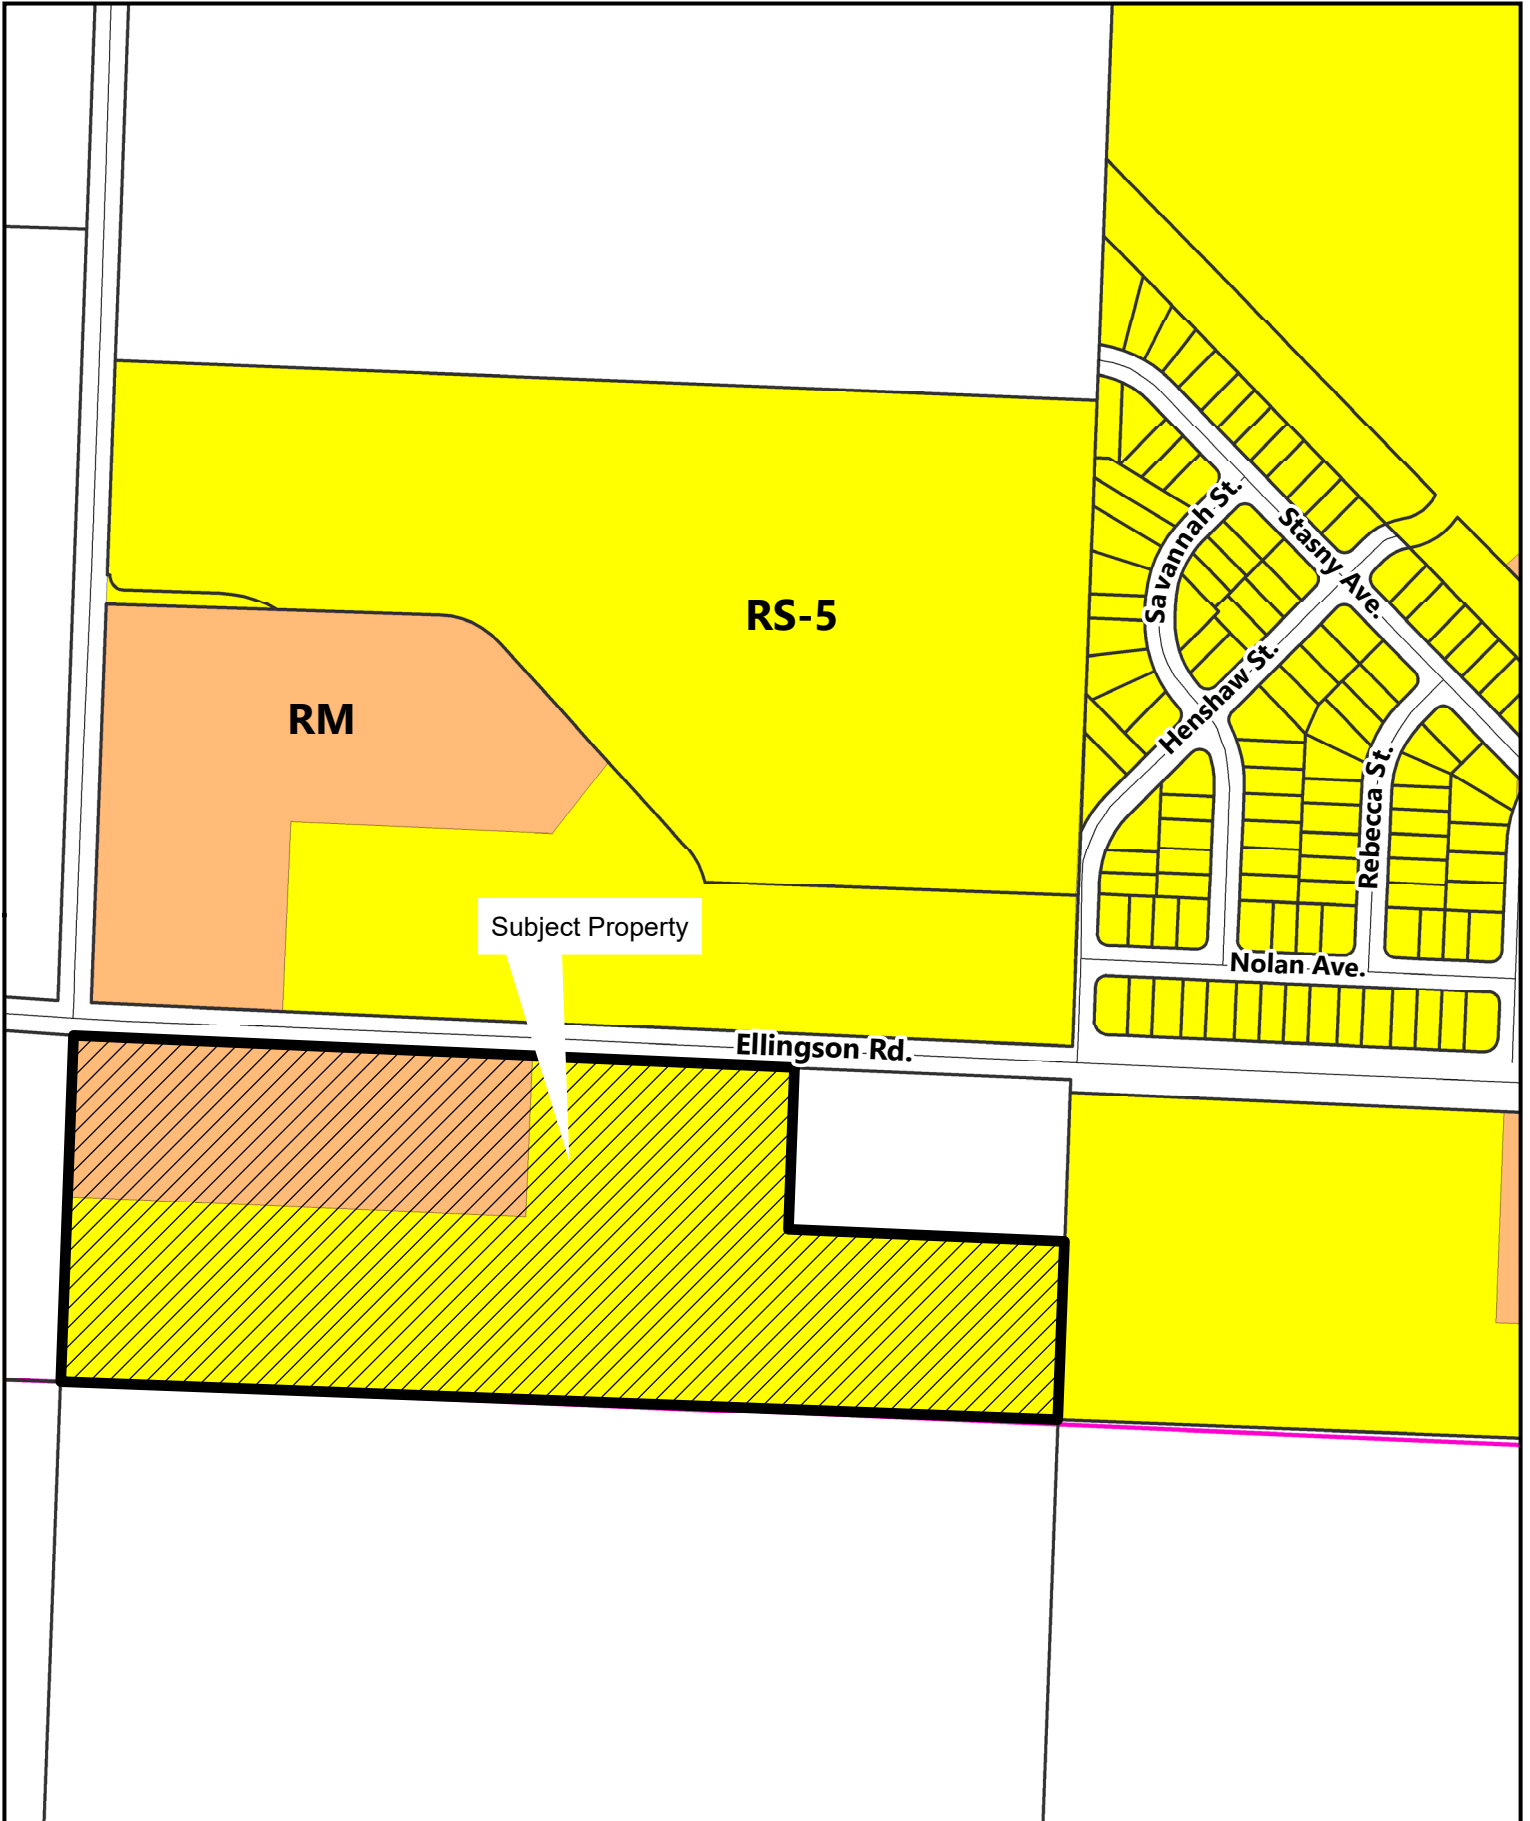 Savannah St.
Stasny Ave.
RS-5
Henshaw St.
RM
Rebecca St.
Subject Property
Nolan Ave.
Ellingson Rd.